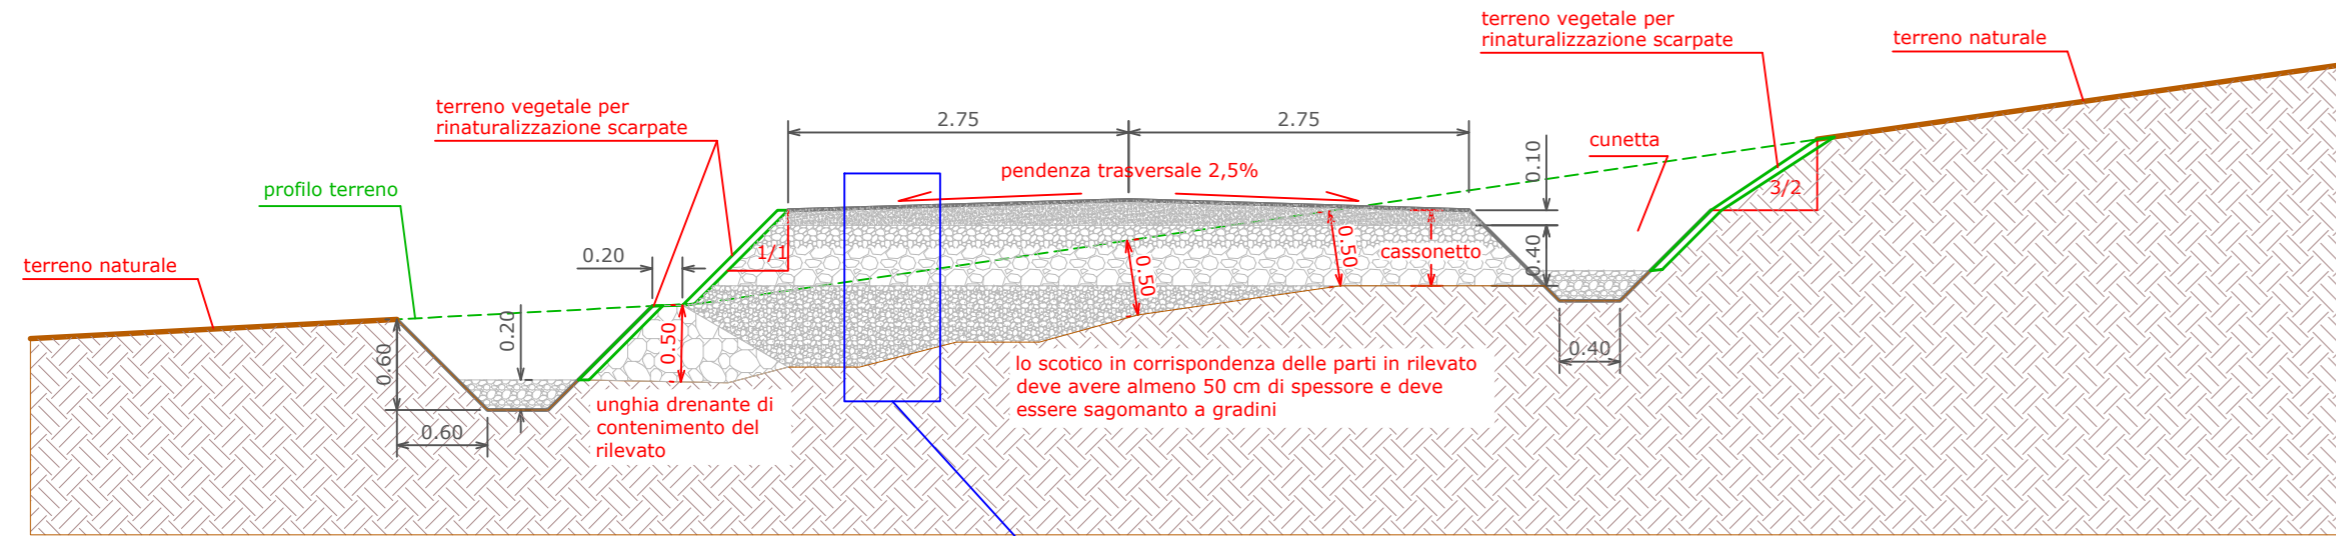 terreno vegetale per
rinaturalizzazione scarpate
terreno naturale
terreno vegetale per
rinaturalizzazione scarpate
2.75
2.75
cunetta
0.10
pendenza trasversale 2,5%
profilo terreno
3/2
0.20
1/1
0.50
cassonetto
0.40
terreno naturale
0.50
0.20
0.50
0.60
0.40
lo scotico in corrispondenza delle parti in rilevato
deve avere almeno 50 cm di spessore e deve
essere sagomanto a gradini
unghia drenante di
contenimento del
rilevato
0.60